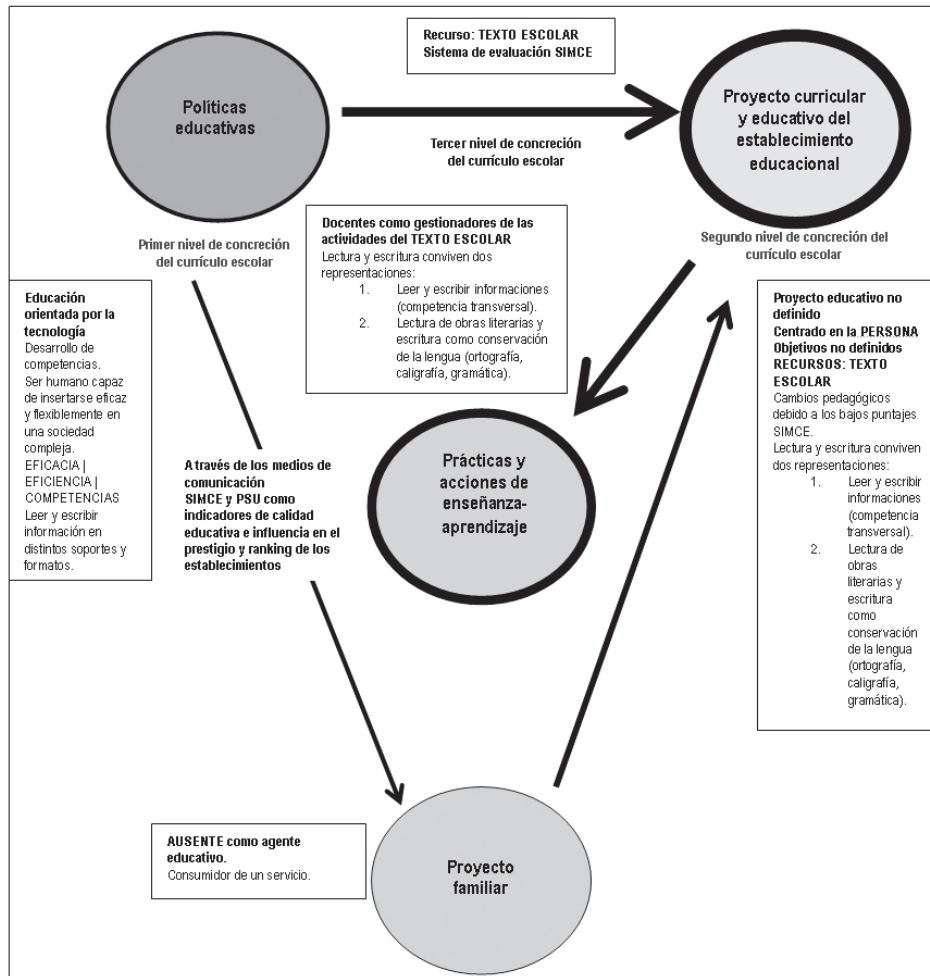 Recurso: TEXTO ESCOLAR
Sistema de evaluación SIMCE
Políticas
educativas
Proyecto curricular
y educativo del
establecimiento
educacional
Tercer nivel de concreción
del currículo escolar
Primer nivel de concreción
del currículo escolar
Docentes como gestionadores de las
actividades del TEXTO ESCOLAR
Lectura y escritura conviven dos
representaciones:
1. Leer y escribir informaciones
(competencia transversal).
2. Lectura de obras literarias y
escritura como conservación
de la lengua (ortografía,
caligrafía, gramática).
Segundo nivel de concreción del
currículo escolar
Educación
orientada por la
tecnología
Desarrollo de
competencias.
Ser humano capaz
de insertarse eficaz
y flexiblemente en
una sociedad
compleja.
EFICACIA |
EFICIENCIA |
COMPETENCIAS
Leer y escribir
información en
distintos soportes y
formatos.
A través de los medios de
comunicación
SIMCE y PSU como
indicadores de calidad
educativa e influencia en el
prestigio y ranking de los
establecimientos
Prácticas y
acciones de
enseñanza-
aprendizaje
Proyecto educativo no
definido
Centrado en la PERSONA
Objetivos no definidos
RECURSOS: TEXTO
ESCOLAR
Cambios pedagógicos
debido a los bajos puntajes
SIMCE.
Lectura y escritura conviven
dos representaciones:
1. Leer y escribir
informaciones
(competencia
transversal).
2. Lectura de
obras
literarias y
escritura
como
conservación
de la lengua
(ortografía,
caligrafía,
gramática).
AUSENTE como agente
educativo.
Consumidor de un servicio.
Proyecto
familiar